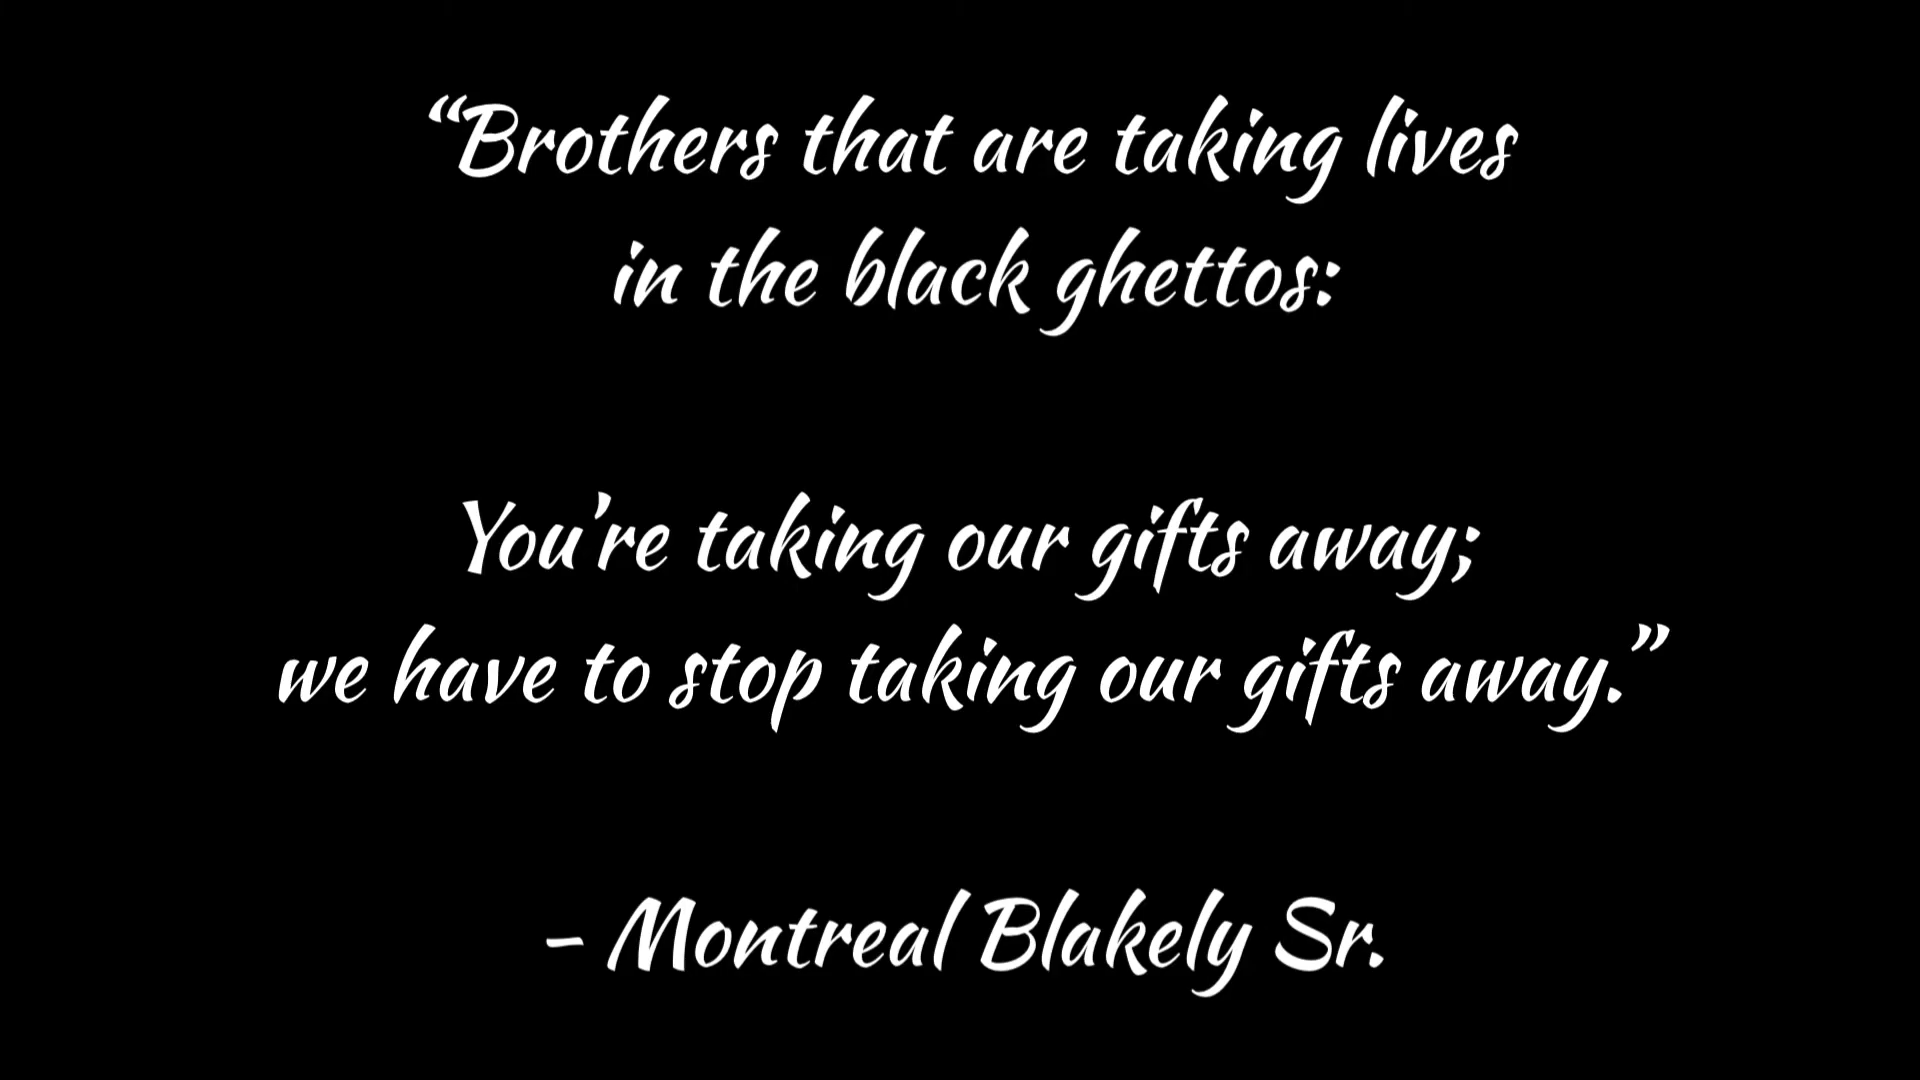 “Brothers that are taking lives
in the black ghettos:
You’re taking our gifts away;
we have to stop taking our gifts away.”
- Montreal Blakely Sr.